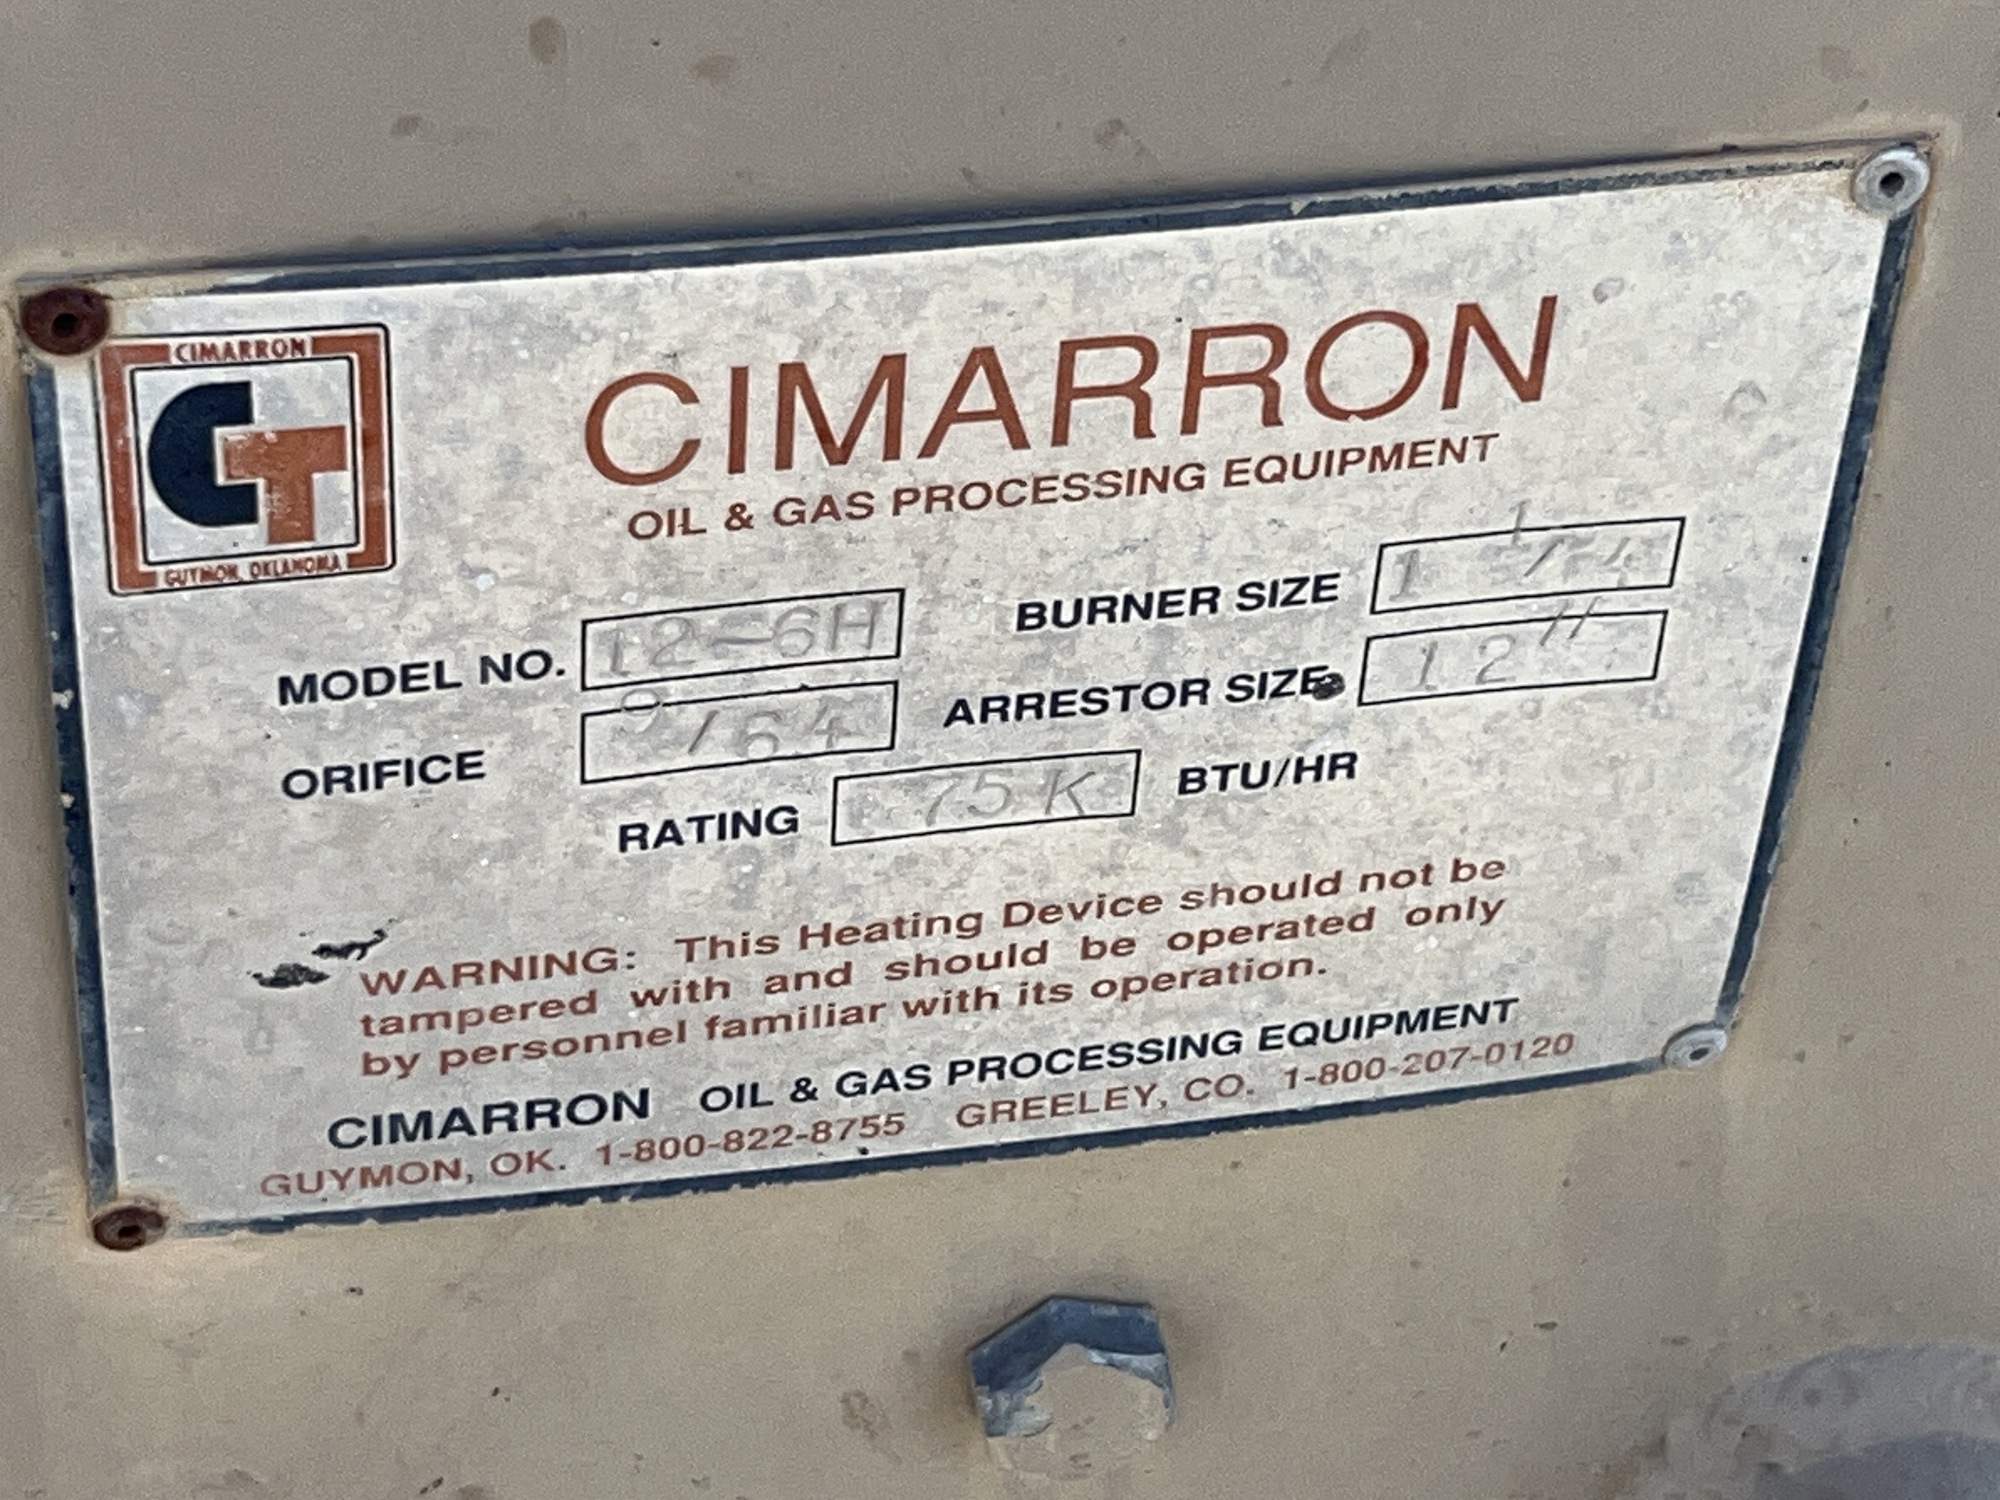 CIMARRON
CT
GUYMON, OKLAHOMA
CIMARRON
OIL & GAS PROCESSING EQUIPMENT
MODEL NO. 12-6H BURNER SIZE 1 1/4
ORIFICE 9/64 ARRESTOR SIZE 12"
RATING 75K BTU/HR
WARNING: This Heating Device should not be
tampered with and should be operated only
by personnel familiar with its operation.
CIMARRON OIL & GAS PROCESSING EQUIPMENT
GUYMON, OK. 1-800-822-8755 GREELEY, CO. 1-800-207-0120